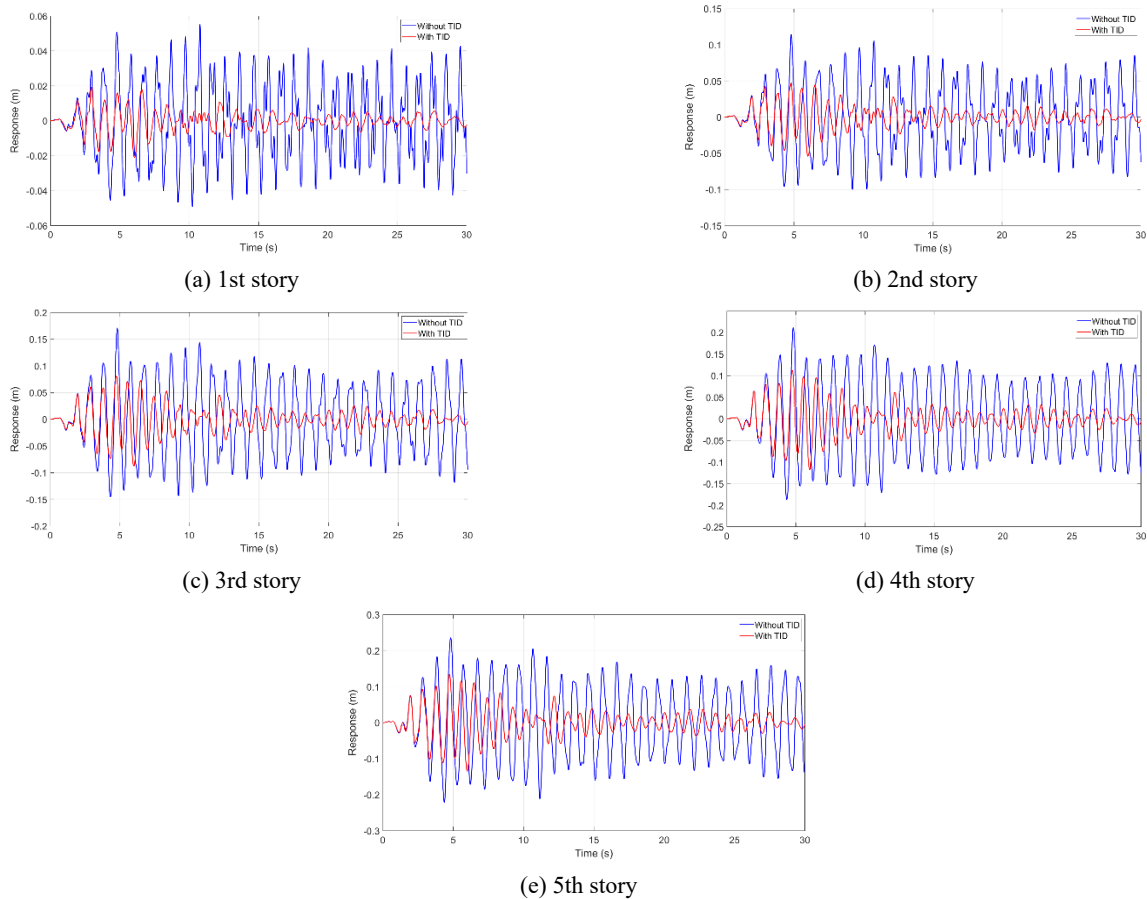 0.06
0.04
0.02
0
-0.02
-0.04
-0.06
Response (m)
Without TID
With TID
0 5 10 15 20 25 30
Time (s)
(a) 1st story
0.15
0.1
0.05
0
-0.05
-0.1
-0.15
Response (m)
Without TID
With TID
0 5 10 15 20 25 30
Time (s)
(b) 2nd story
0.2
0.15
0.1
0.05
0
-0.05
-0.1
-0.15
-0.2
Response (m)
Without TID
With TID
0 5 10 15 20 25 30
Time (s)
(c) 3rd story
0.2
0.15
0.1
0.05
0
-0.05
-0.1
-0.15
-0.2
-0.25
Response (m)
Without TID
With TID
0 5 10 15 20 25 30
Time (s)
(d) 4th story
0.3
0.2
0.1
0
-0.1
-0.2
-0.3
Response (m)
Without TID
With TID
0 5 10 15 20 25 30
Time (s)
(e) 5th story